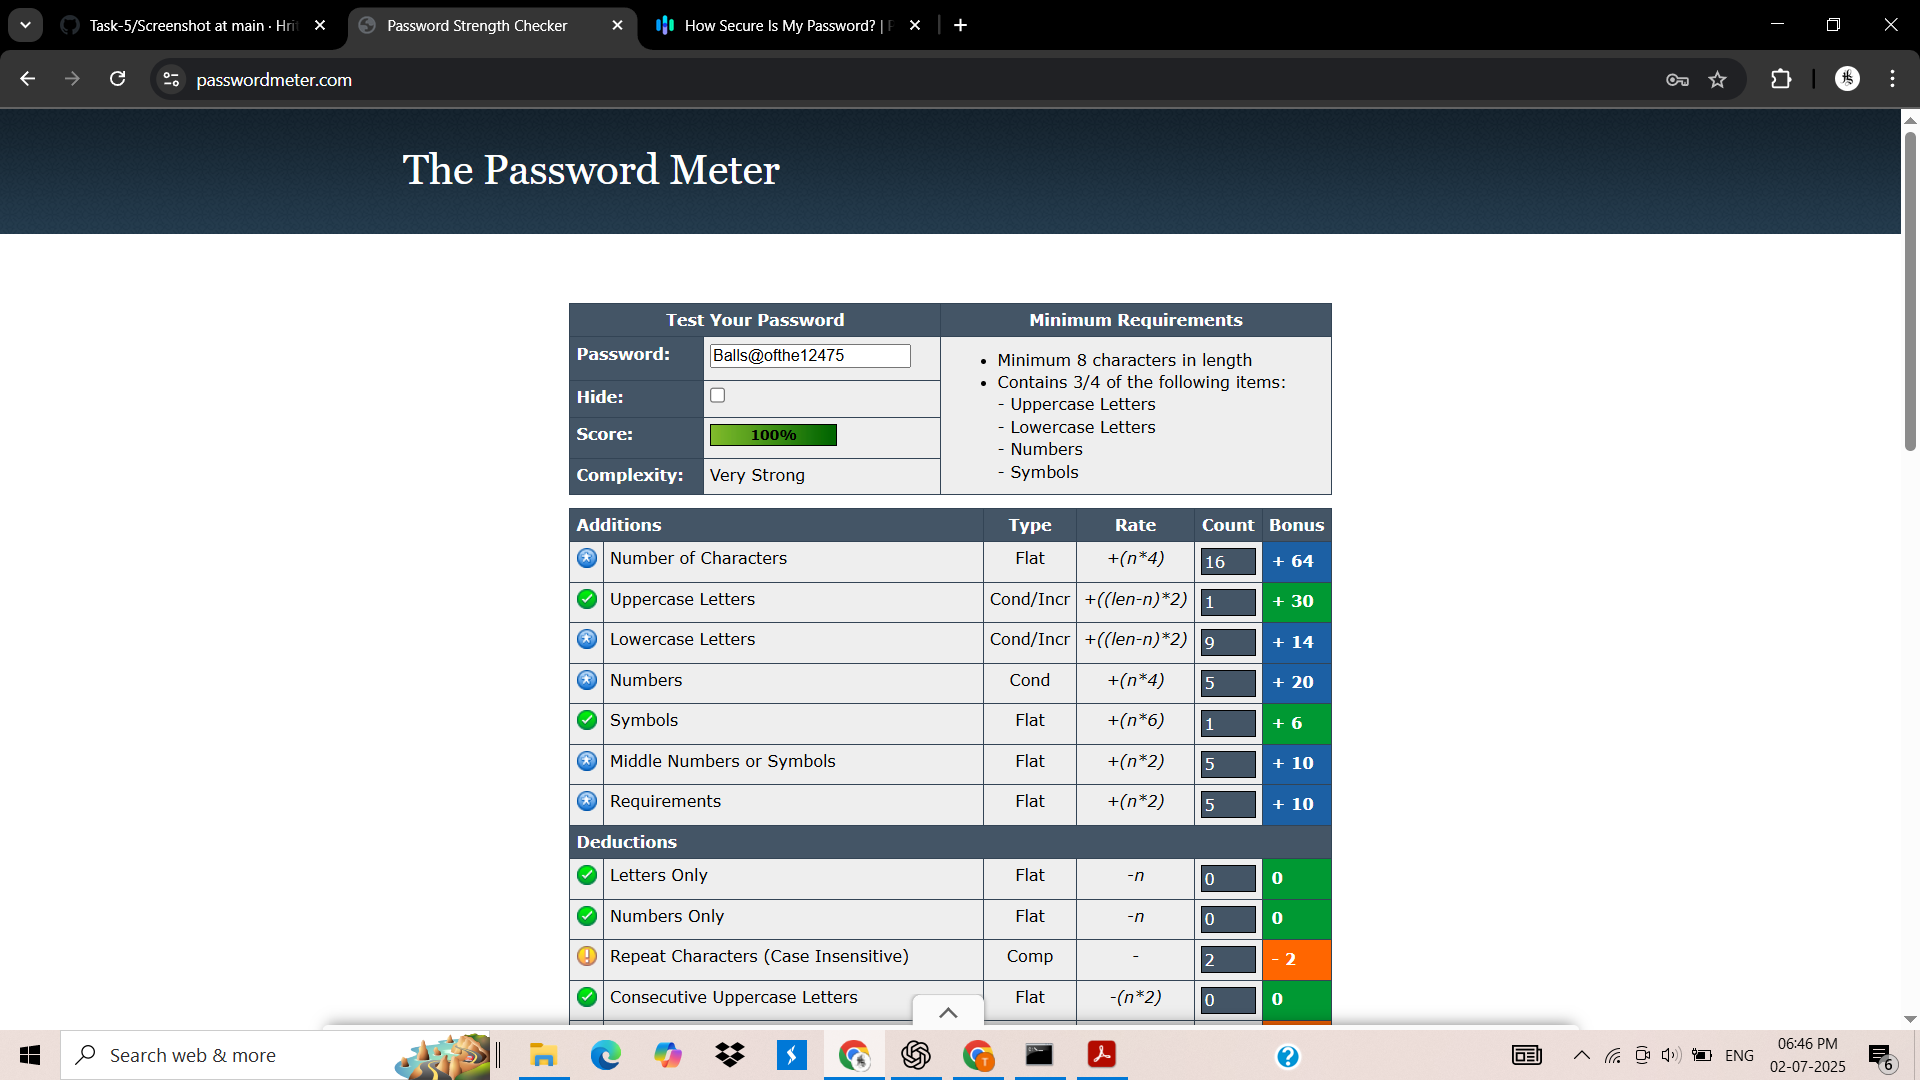 Task-5/Screenshot at main · Hri
Password Strength Checker
How Secure Is My Password? | P
passwordmeter.com
The Password Meter
Test Your Password
Minimum Requirements
Password:
Balls@ofthe12475
Hide:
Score:
100%
Complexity:
Very Strong
• Minimum 8 characters in length
• Contains 3/4 of the following items:
- Uppercase Letters
- Lowercase Letters
- Numbers
- Symbols
Additions Type Rate Count Bonus
Number of Characters Flat +(n*4) 16 + 64
Uppercase Letters Cond/Incr +((len-n)*2) 1 + 30
Lowercase Letters Cond/Incr +((len-n)*2) 9 + 14
Numbers Cond +(n*4) 5 + 20
Symbols Flat +(n*6) 1 + 6
Middle Numbers or Symbols Flat +(n*2) 5 + 10
Requirements Flat +(n*2) 5 + 10
Deductions
Letters Only Flat -n 0 0
Numbers Only Flat -n 0 0
Repeat Characters (Case Insensitive) Comp - 2 - 2
Consecutive Uppercase Letters Flat -(n*2) 0 0
Search web & more
T
ENG
06:46 PM
02-07-2025
6